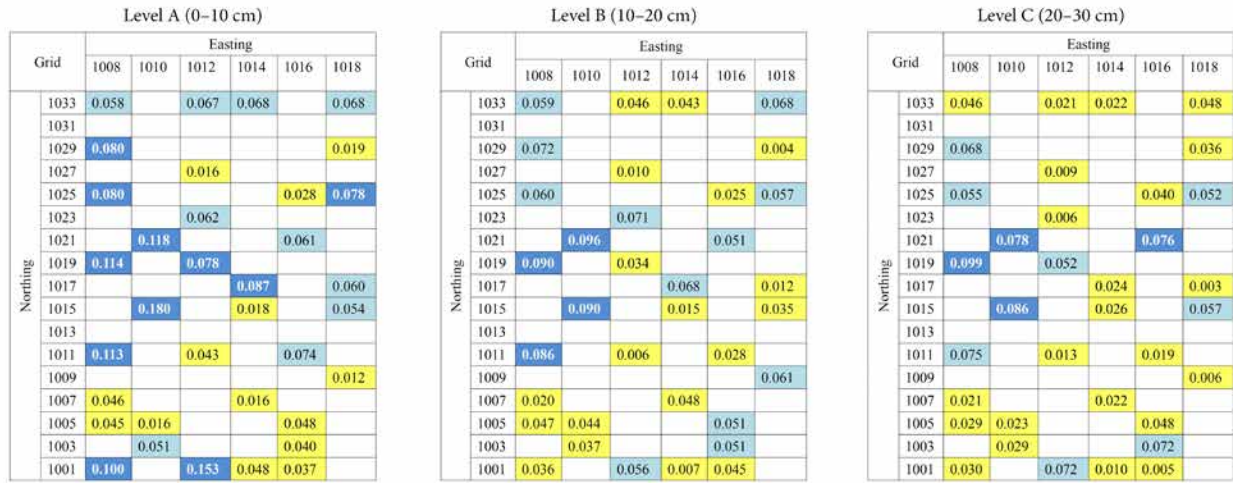 Level A (0–10 cm)
Grid Easting
1008 1010 1012 1014 1016 1018
Northing
1033 0.058 0.067 0.068 0.068
1031
1029 0.080 0.019
1027 0.016
1025 0.080 0.028 0.078
1023 0.062
1021 0.118 0.061
1019 0.114 0.078
1017 0.087 0.060
1015 0.180 0.018 0.054
1013
1011 0.113 0.043 0.074
1009 0.012
1007 0.046 0.016
1005 0.045 0.016 0.048
1003 0.051 0.040
1001 0.100 0.153 0.048 0.037
Level B (10–20 cm)
Grid Easting
1008 1010 1012 1014 1016 1018
Northing
1033 0.059 0.046 0.043 0.068
1031
1029 0.072 0.004
1027 0.010
1025 0.060 0.025 0.057
1023 0.071
1021 0.096 0.051
1019 0.090 0.034
1017 0.068 0.012
1015 0.090 0.015 0.035
1013
1011 0.086 0.006 0.028
1009 0.061
1007 0.020 0.048
1005 0.047 0.044 0.051
1003 0.037 0.051
1001 0.036 0.056 0.007 0.045
Level C (20–30 cm)
Grid Easting
1008 1010 1012 1014 1016 1018
Northing
1033 0.046 0.021 0.022 0.048
1031
1029 0.068 0.036
1027 0.009
1025 0.055 0.040 0.052
1023 0.006
1021 0.078 0.076
1019 0.099 0.052
1017 0.024 0.003
1015 0.086 0.026 0.057
1013
1011 0.075 0.013 0.019
1009 0.006
1007 0.021 0.022
1005 0.029 0.023 0.048
1003 0.029 0.072
1001 0.030 0.072 0.010 0.005